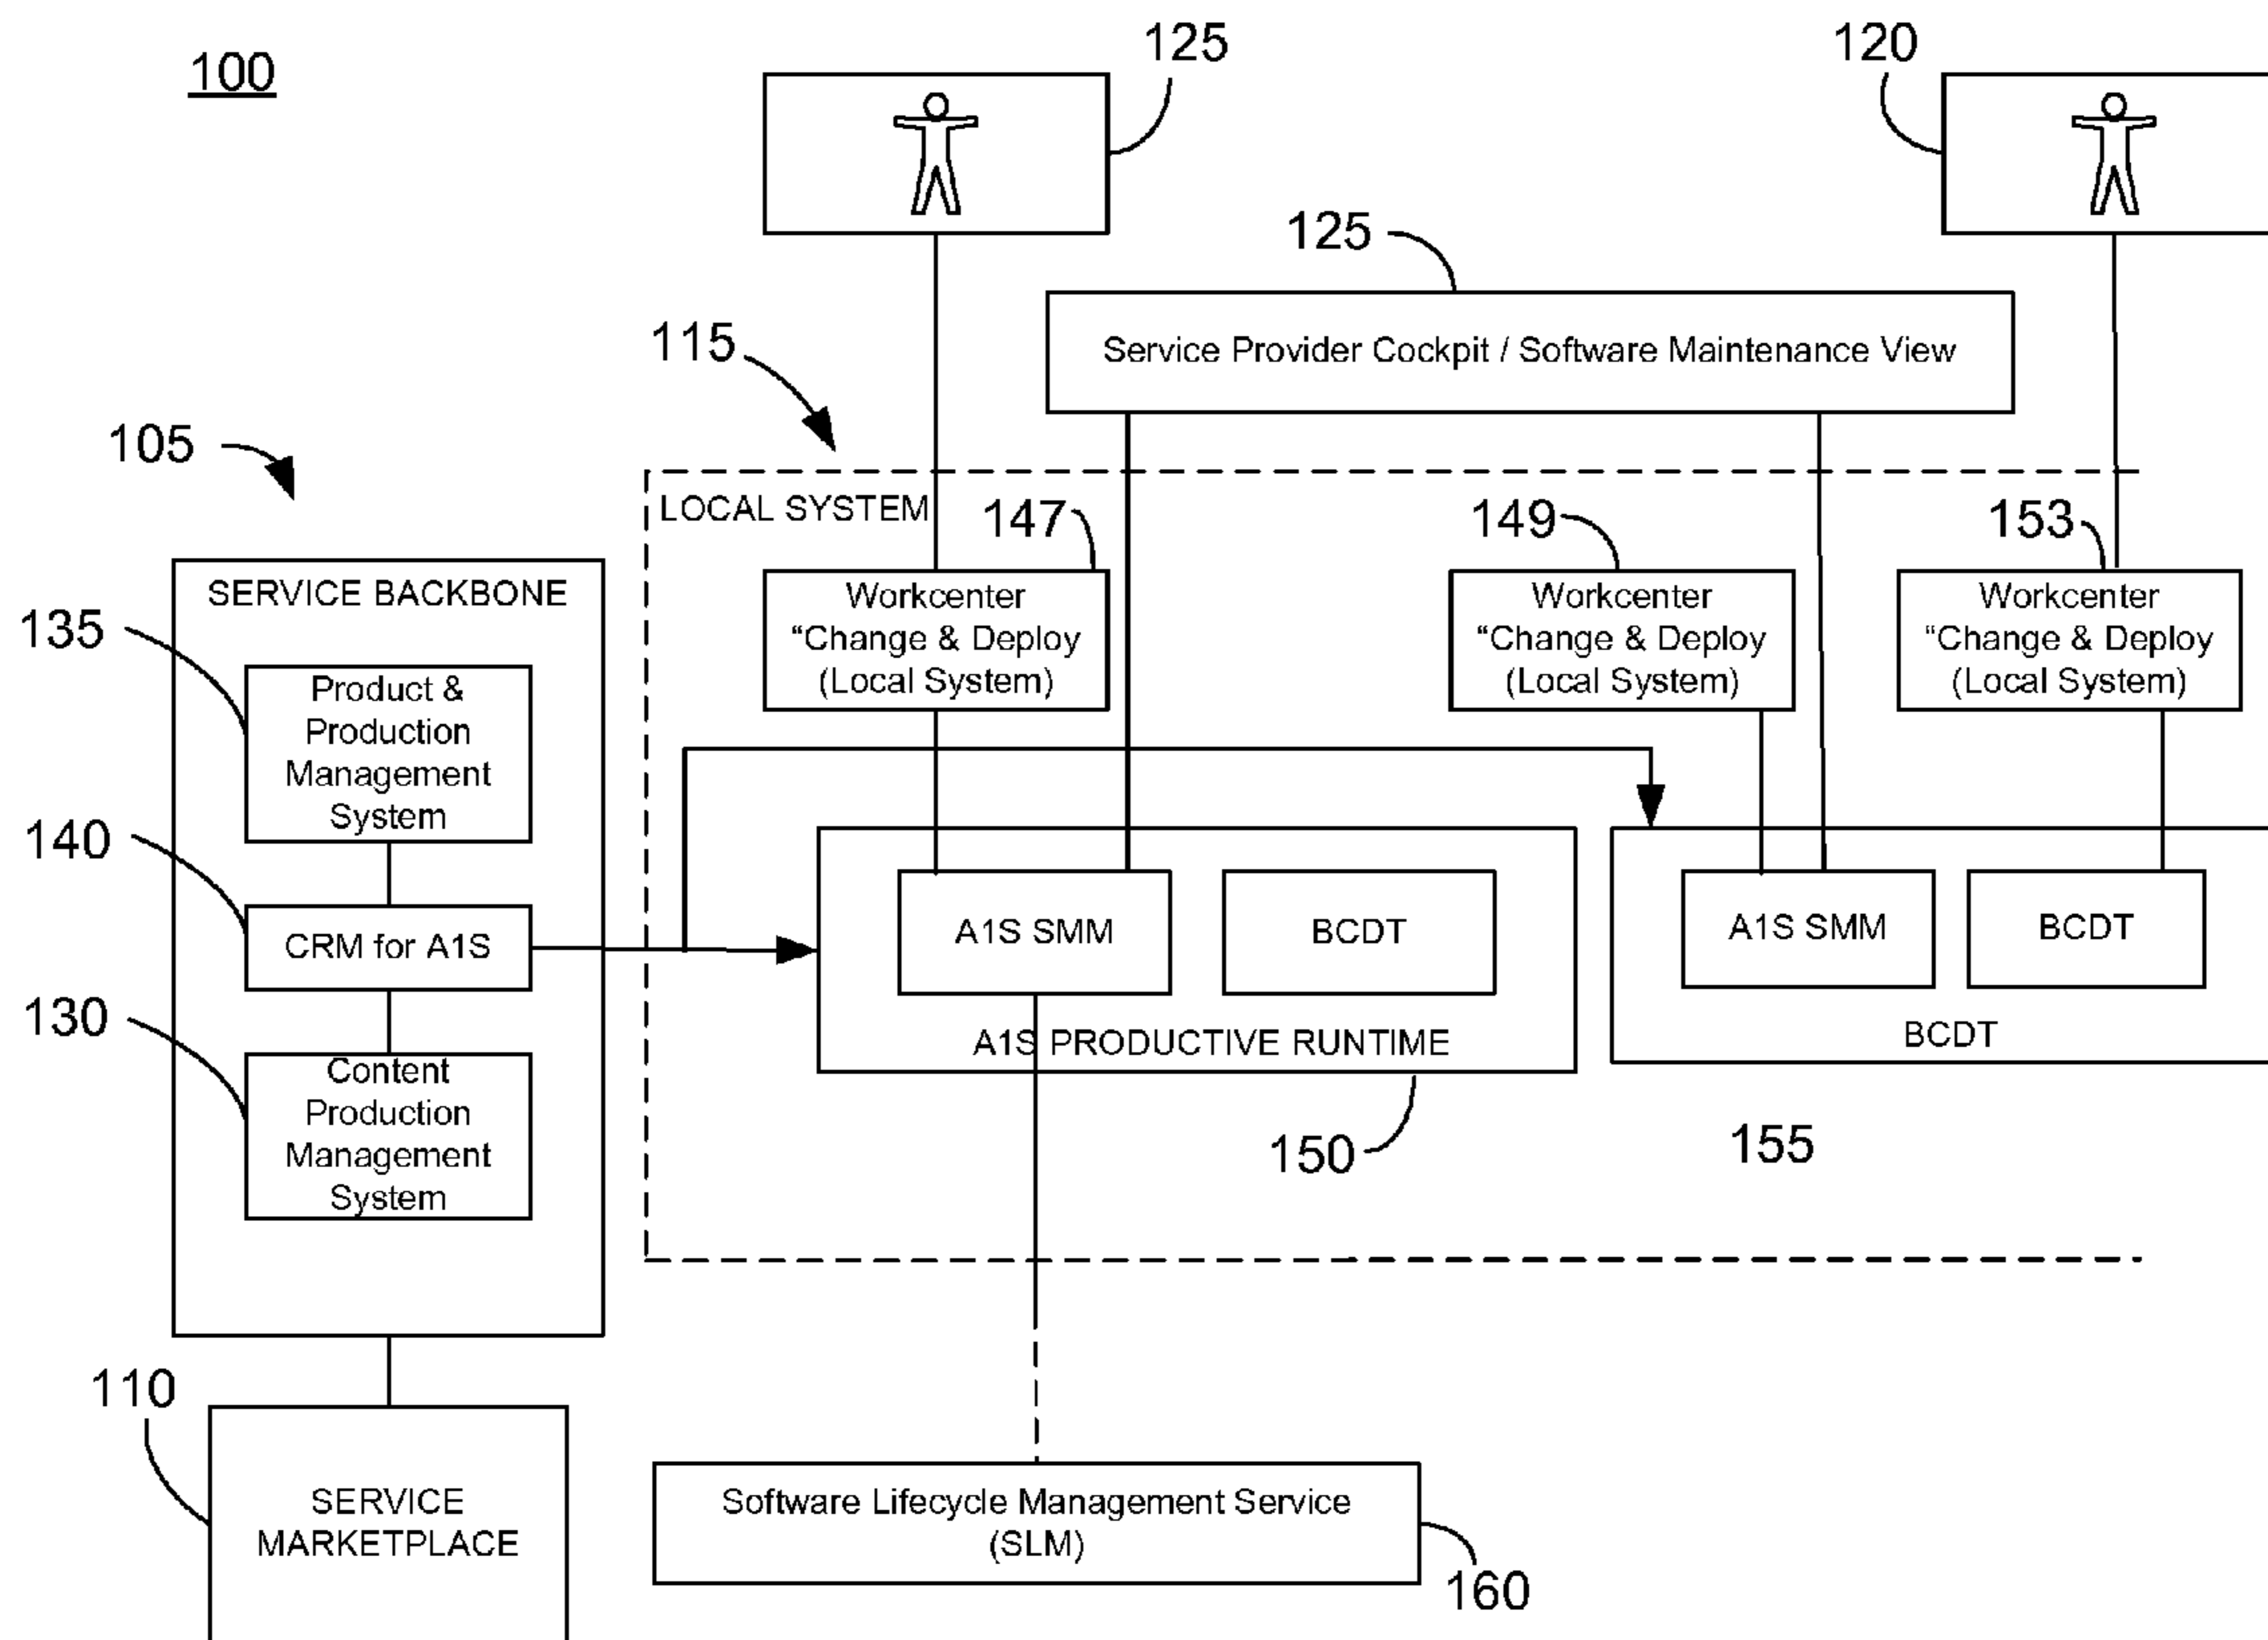 100
125
120
125
Service Provider Cockpit / Software Maintenance View
115
105
LOCAL SYSTEM
147
149
153
SERVICE BACKBONE
135
Product &
Production
Management
System
Workcenter
“Change & Deploy
(Local System)
Workcenter
“Change & Deploy
(Local System)
Workcenter
“Change & Deploy
(Local System)
140
CRM for A1S
A1S SMM
BCDT
A1S SMM
BCDT
130
Content
Production
Management
System
A1S PRODUCTIVE RUNTIME
BCDT
150
155
110
SERVICE
MARKETPLACE
Software Lifecycle Management Service
(SLM)
160